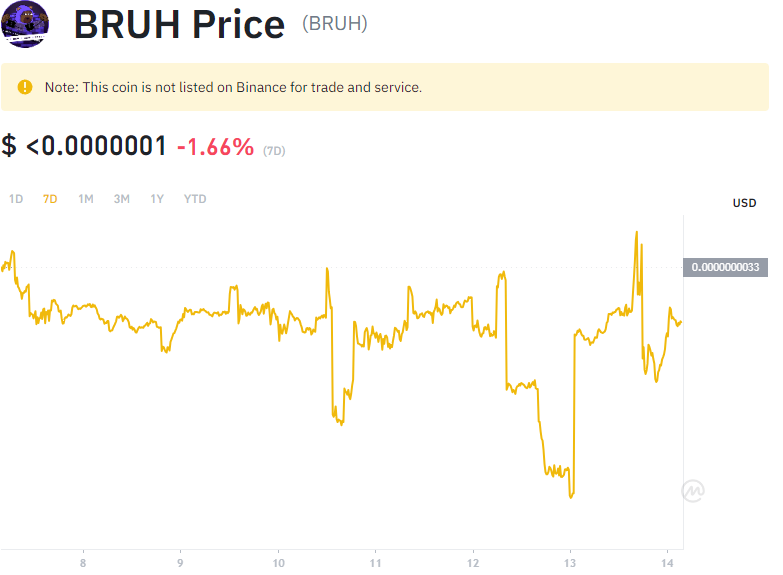 BRUH Price (BRUH)
Note: This coin is not listed on Binance for trade and service.
$ <0.0000001 -1.66% (7D)
1D 7D 1M 3M 1Y YTD
USD
0.0000000033
8 9 10 11 12 13 14